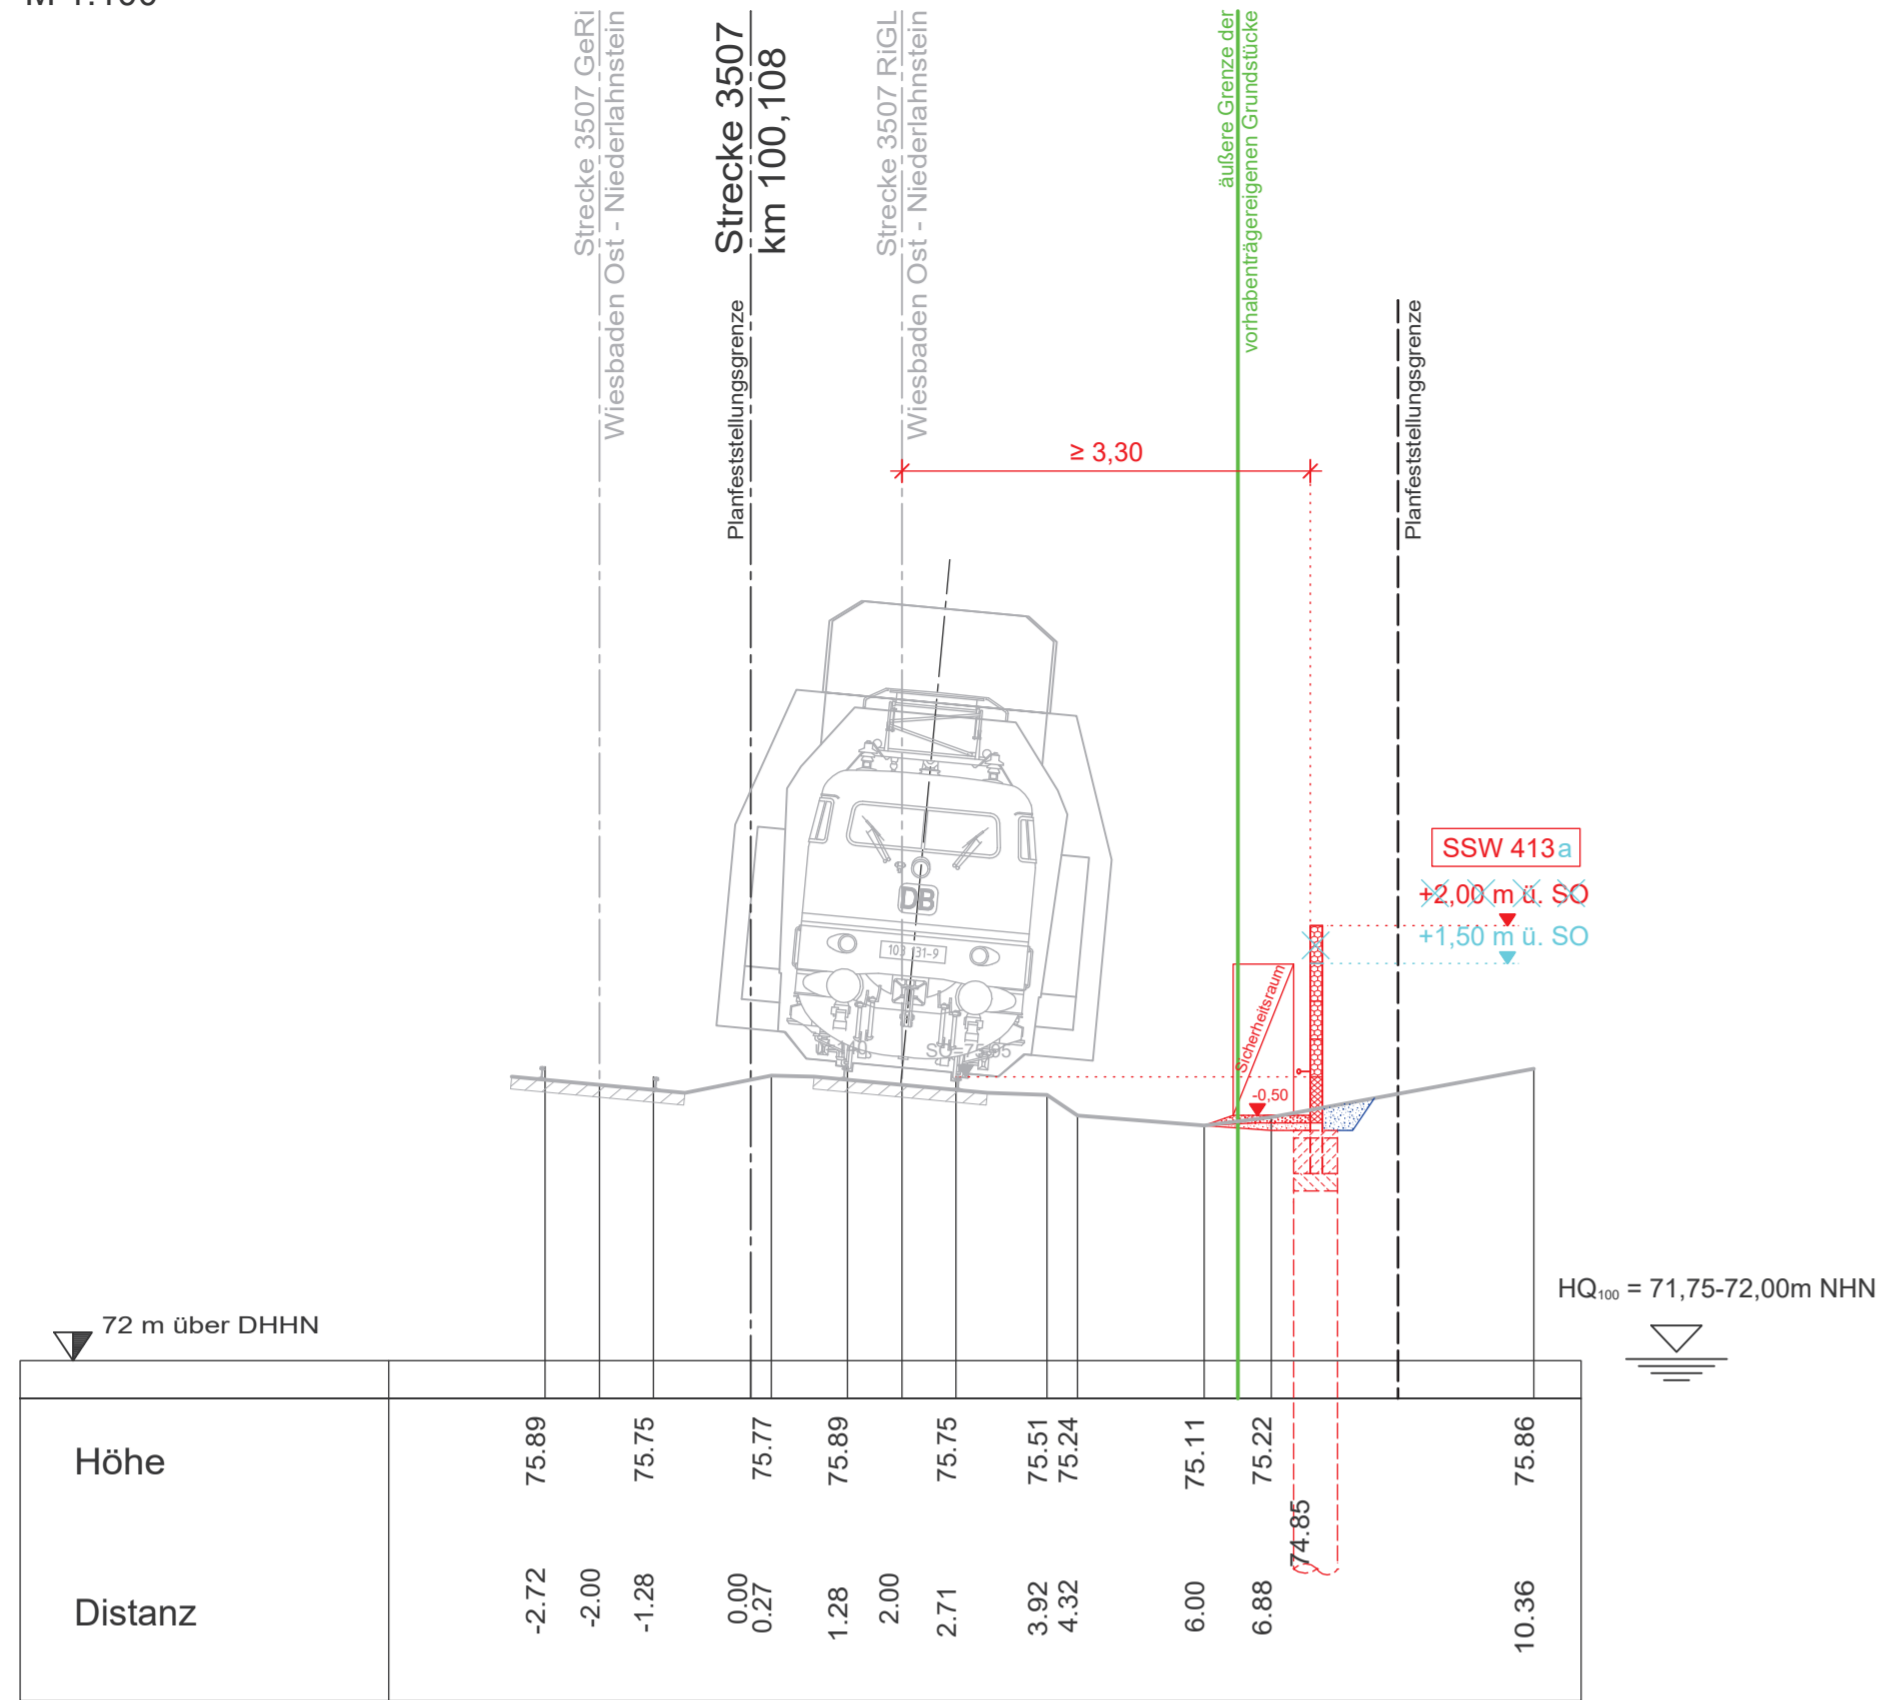 Strecke 3507 GeRi
Wiesbaden Ost - Niederlahnstein
Strecke 3507
km 100,108
Planfeststellungsgrenze
Strecke 3507 RiGL
Wiesbaden Ost - Niederlahnstein
äußere Grenze der
vorhabenträgereigenen Grundstücke
Planfeststellungsgrenze
≥ 3,30
SSW 413a
+2,00 m ü. SO
+1,50 m ü. SO
DB
Sicherheitsraum
-0,50
HQ100 = 71,75-72,00m NHN
72 m über DHHN
Höhe
75.89
75.75
75.77
75.89
75.75
75.51
75.24
75.11
75.22
74.85
75.86
Distanz
-2.72
-2.00
-1.28
0.00
0.27
1.28
2.00
2.71
3.92
4.32
6.00
6.88
10.36